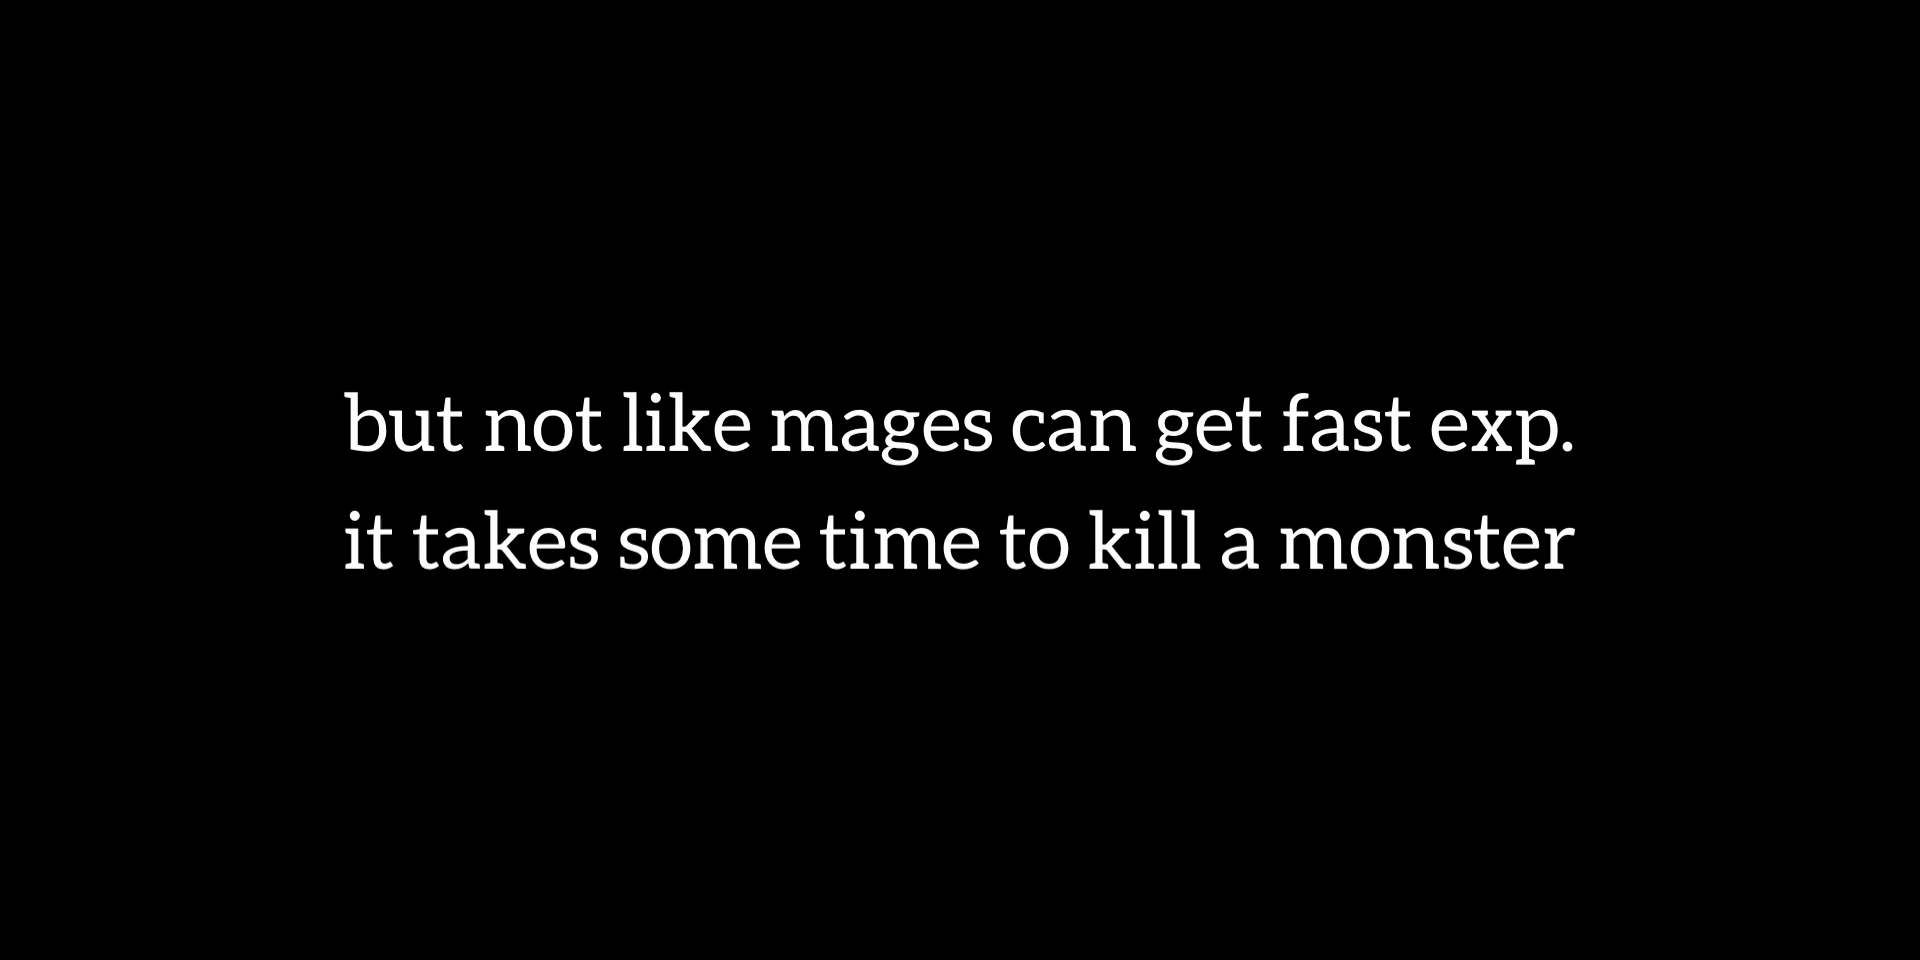 but not like mages can get fast exp.
it takes some time to kill a monster